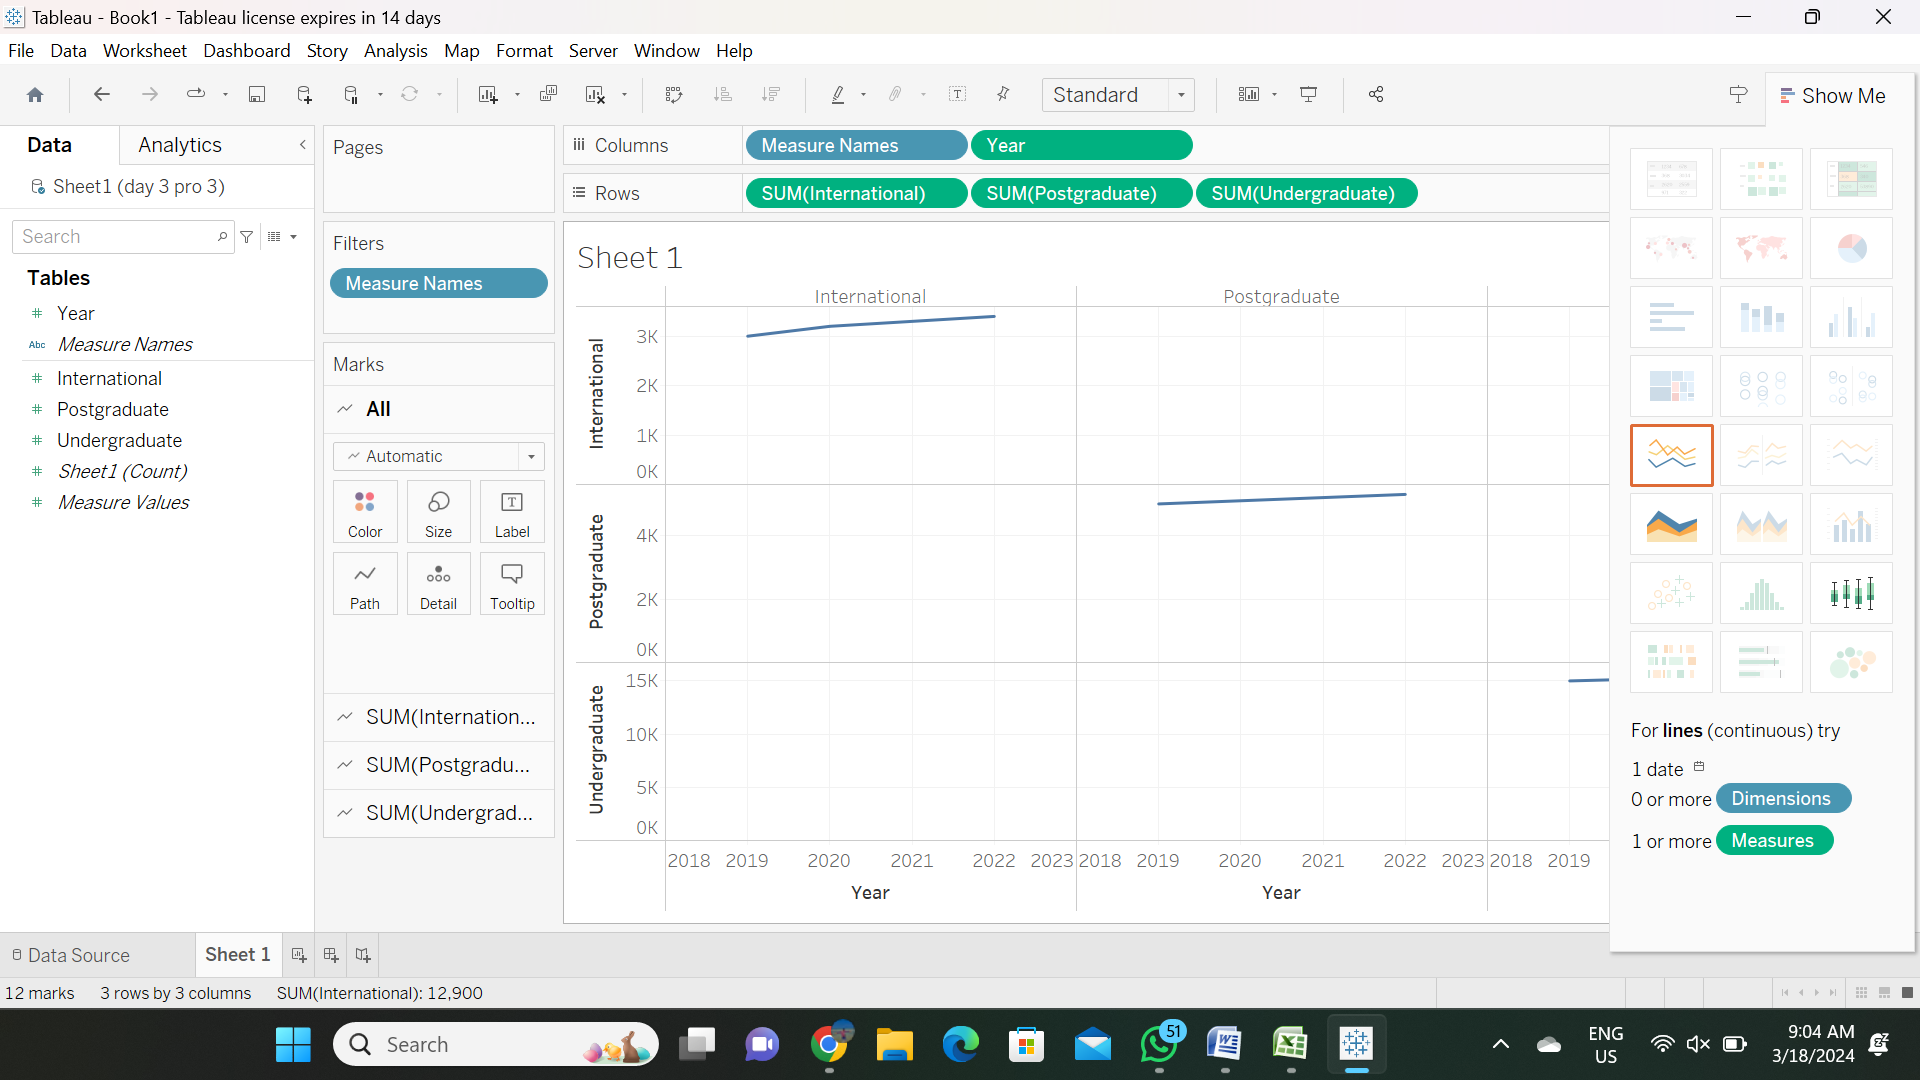 Tableau - Book1 - Tableau license expires in 14 days
File Data Worksheet Dashboard Story Analysis Map Format Server Window Help
Standard
Show Me
Data
Analytics
Sheet1 (day 3 pro 3)
Search
Tables
Year
Abc Measure Names
International
Postgraduate
Undergraduate
Sheet1 (Count)
Measure Values
Pages
Filters
Measure Names
Marks
All
Automatic
Color Size Label
Path Detail Tooltip
SUM(Internation...
SUM(Postgradu...
SUM(Undergrad...
Columns Measure Names Year
Rows SUM(International) SUM(Postgraduate) SUM(Undergraduate)
Sheet 1
International Postgraduate
International
3K
2K
1K
0K
Postgraduate
4K
2K
0K
Undergraduate
15K
10K
5K
0K
2018 2019 2020 2021 2022 2023 2018 2019 2020 2021 2022 2023 2018 2019
Year Year
For lines (continuous) try
1 date
0 or more Dimensions
1 or more Measures
Data Source Sheet 1
12 marks 3 rows by 3 columns SUM(International): 12,900
Search
51
ENG
US
9:04 AM
3/18/2024